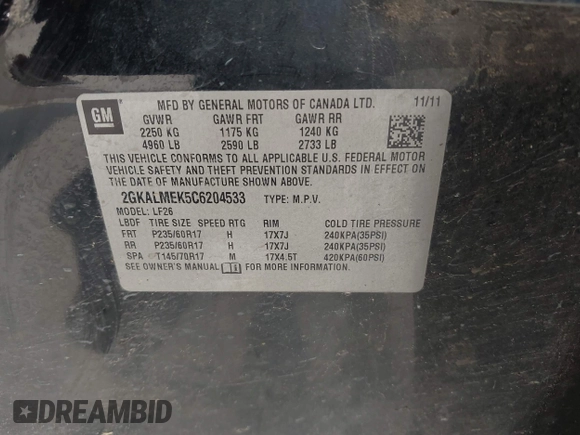 GM
MFD BY GENERAL MOTORS OF CANADA LTD. 11/11
GVWR GAWR FRT GAWR RR
2250 KG 1175 KG 1240 KG
4960 LB 2590 LB 2733 LB
THIS VEHICLE CONFORMS TO ALL APPLICABLE U.S. FEDERAL MOTOR
VEHICLE SAFETY AND THEFT PREVENTION STANDARDS IN EFFECT ON
THE DATE OF MANUFACTURE SHOWN ABOVE.
2GKALMEK5C6204533 TYPE: M.P.V.
MODEL: LF26
LBDF TIRE SIZE SPEED RTG RIM COLD TIRE PRESSURE
FRT P235/60R17 H 17X7J 240KPA(35PSI)
RR P235/60R17 H 17X7J 240KPA(35PSI)
SPA T145/70R17 M 17X4.5T 420KPA(60PSI)
SEE OWNER'S MANUAL FOR MORE INFORMATION.
DREAMBID